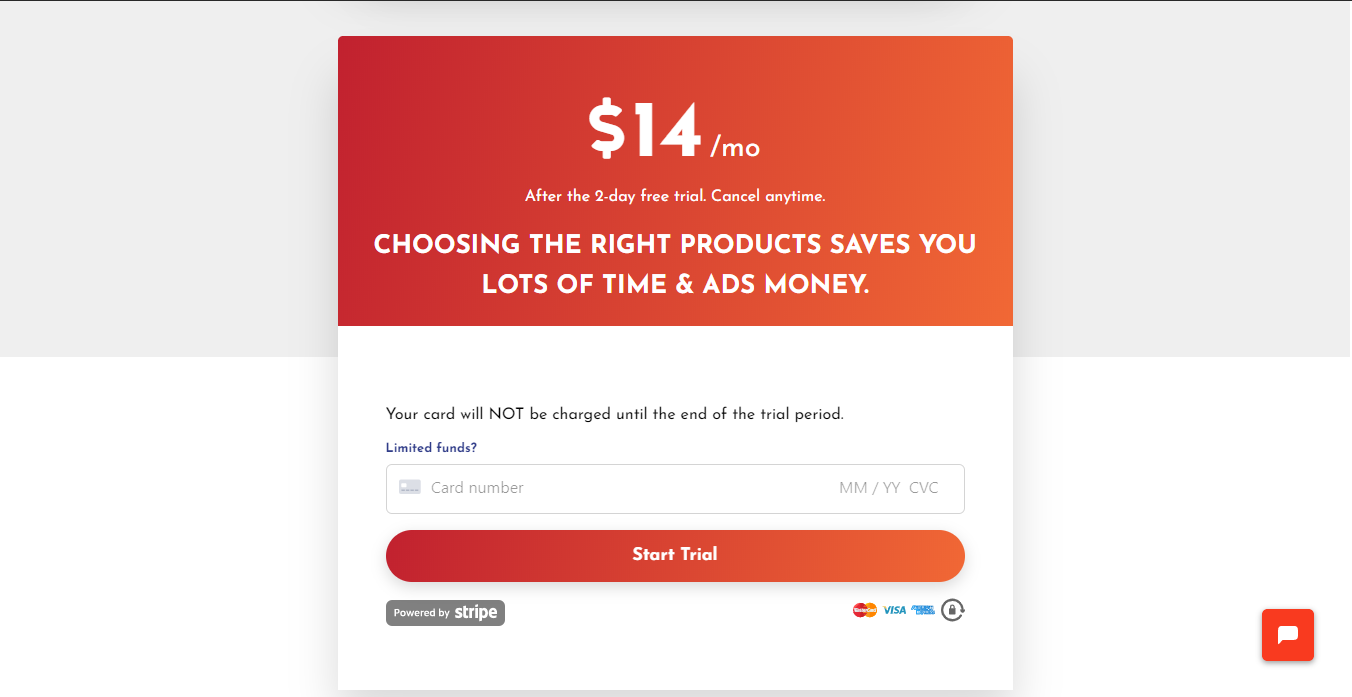 $14 /mo
After the 2-day free trial. Cancel anytime.
CHOOSING THE RIGHT PRODUCTS SAVES YOU
LOTS OF TIME & ADS MONEY.
Your card will NOT be charged until the end of the trial period.
Limited funds?
Card number MM / YY CVC
Start Trial
Powered by stripe
MasterCard VISA AMERICAN EXPRESS